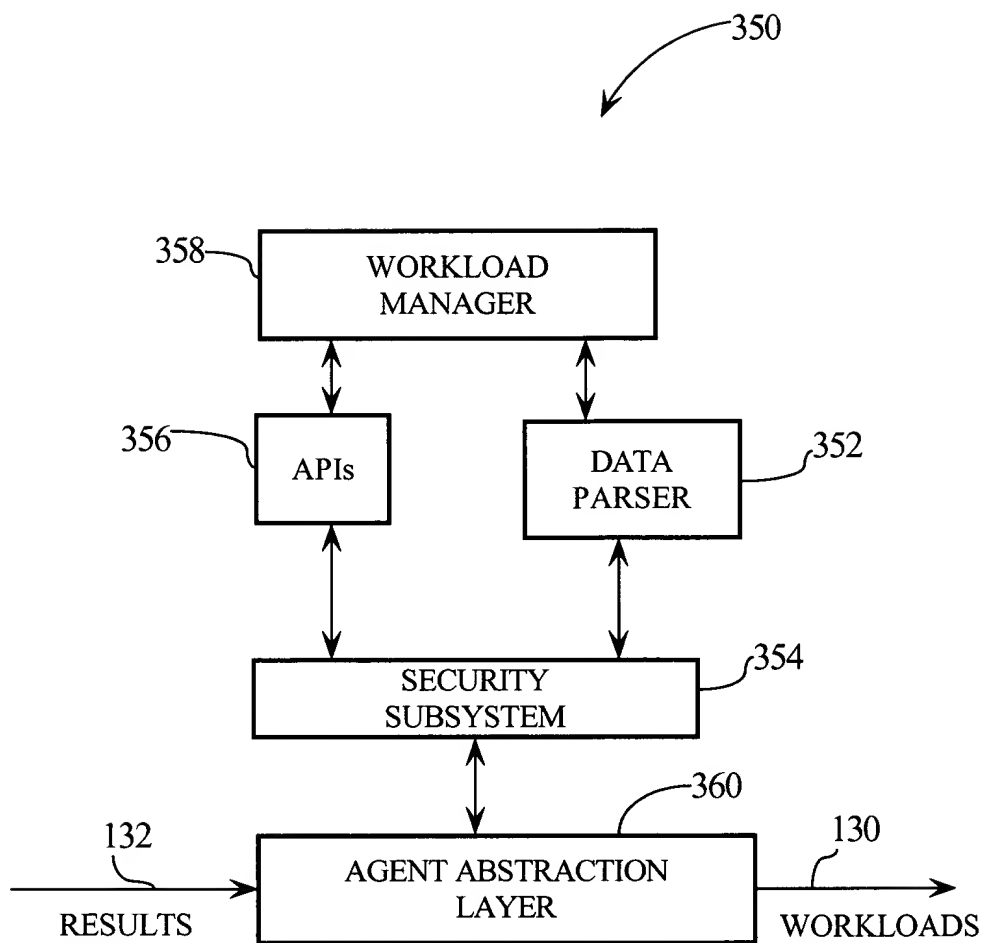 350
358
WORKLOAD
MANAGER
356
APIs
DATA
PARSER
352
SECURITY
SUBSYSTEM
354
360
132
RESULTS
AGENT ABSTRACTION
LAYER
130
WORKLOADS